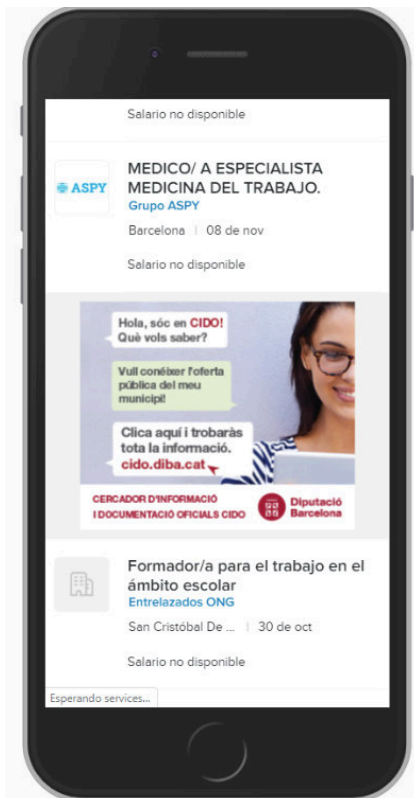 Salario no disponible
ASPY
MEDICO/ A ESPECIALISTA
MEDICINA DEL TRABAJO.
Grupo ASPY
Barcelona | 08 de nov
Salario no disponible
Hola, sóc en CIDO!
Què vols saber?
Vull conéixer l'oferta
pública del meu
municipi!
Clica aquí i trobaràs
tota la informació.
cido.diba.cat
CERCADOR D'INFORMACIÓ
I DOCUMENTACIÓ OFICIALS CIDO
Diputació
Barcelona
Formador/a para el trabajo en el
ámbito escolar
Entrelazados ONG
San Cristóbal De ... | 30 de oct
Salario no disponible
Esperando services...